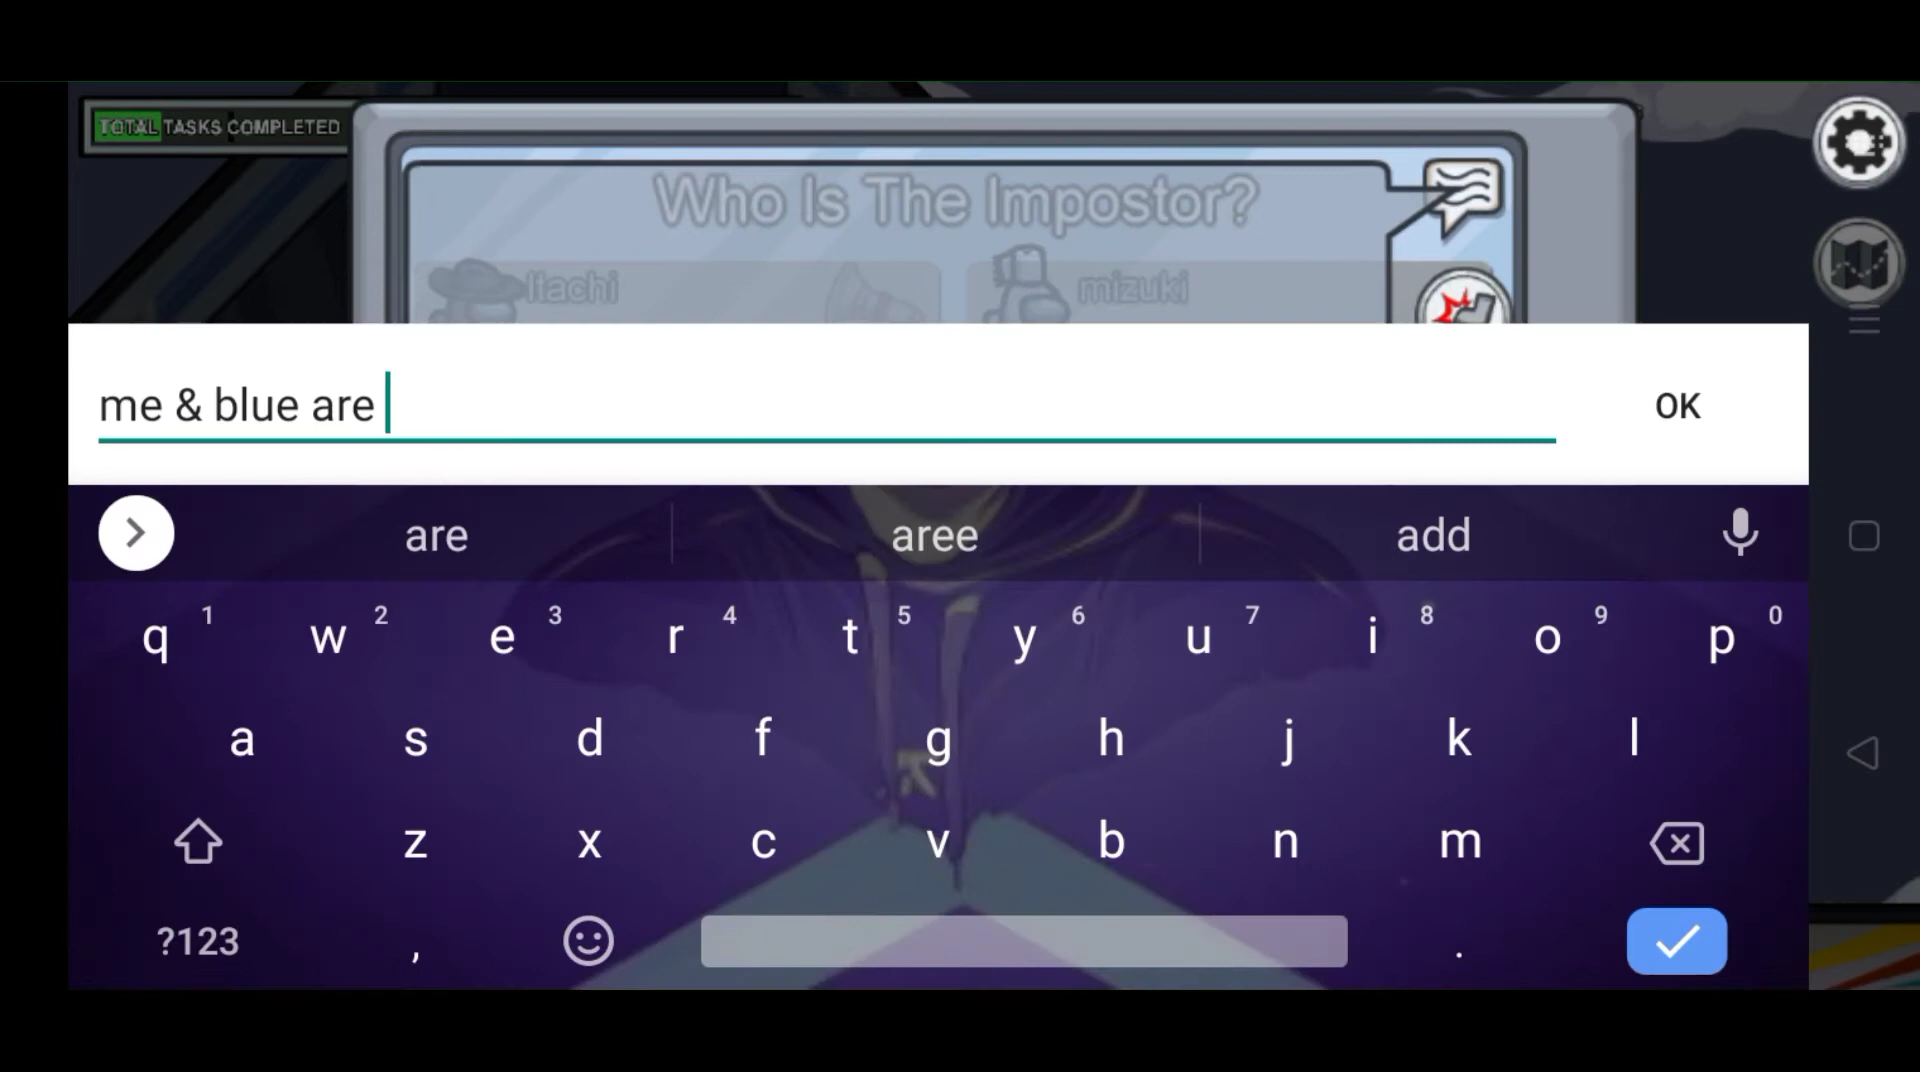 TOTAL TASKS COMPLETED
Who Is The Impostor?
Itachi
mizuki
me & blue are
OK
are aree add
q 1 w 2 e 3 r 4 t 5 y 6 u 7 i 8 o 9 p 0
a s d f g h j k l
z x c v b n m
?123 , .